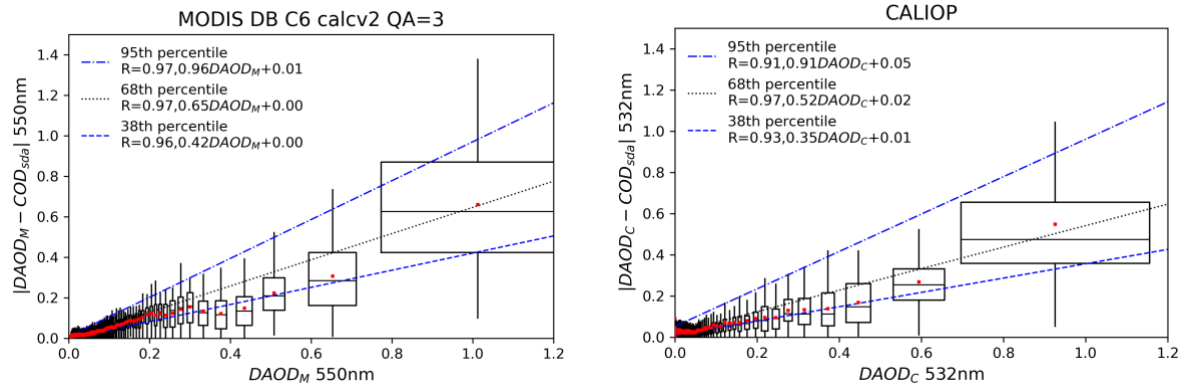 MODIS DB C6 calcv2 QA=3
|DAOD_M − COD_sda| 550nm
1.4
1.2
1.0
0.8
0.6
0.4
0.2
0.0
95th percentile
R=0.97,0.96DAOD_M+0.01
68th percentile
R=0.97,0.65DAOD_M+0.00
38th percentile
R=0.96,0.42DAOD_M+0.00
0.0 0.2 0.4 0.6 0.8 1.0 1.2
DAOD_M 550nm
CALIOP
|DAOD_C − COD_sda| 532nm
1.4
1.2
1.0
0.8
0.6
0.4
0.2
0.0
95th percentile
R=0.91,0.91DAOD_C+0.05
68th percentile
R=0.97,0.52DAOD_C+0.02
38th percentile
R=0.93,0.35DAOD_C+0.01
0.0 0.2 0.4 0.6 0.8 1.0 1.2
DAOD_C 532nm